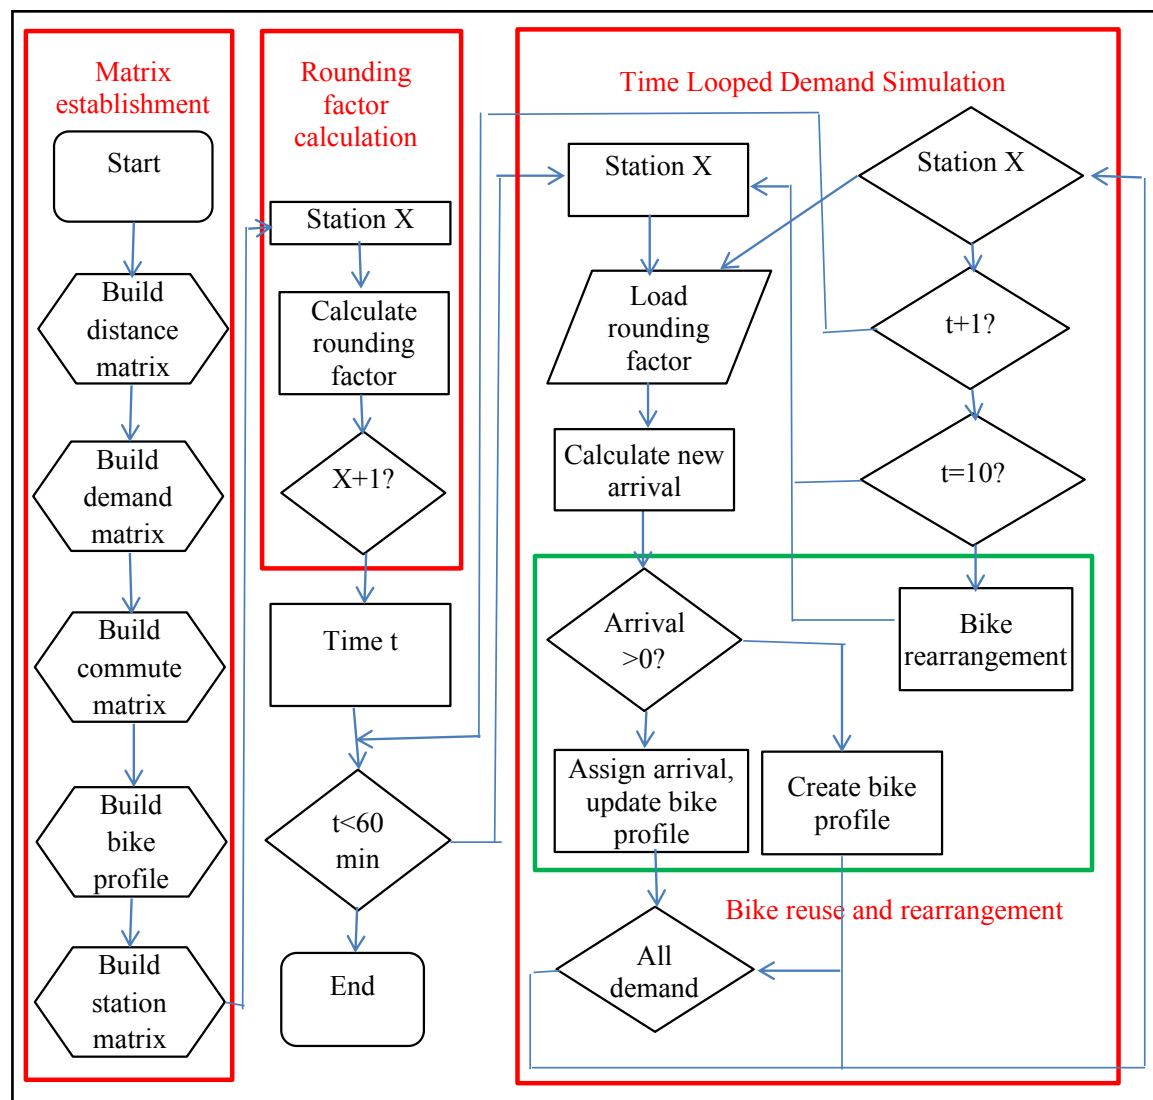 Matrix
establishment
Start
Build
distance
matrix
Build
demand
matrix
Build
commute
matrix
Build
bike
profile
Build
station
matrix
Rounding
factor
calculation
Station X
Calculate
rounding
factor
X+1?
Time t
t<60
min
End
Time Looped Demand Simulation
Station X
Load
rounding
factor
Calculate new
arrival
Arrival
>0?
Assign arrival,
update bike
profile
Create bike
profile
All
demand
Station X
t+1?
t=10?
Bike
rearrangement
Bike reuse and rearrangement